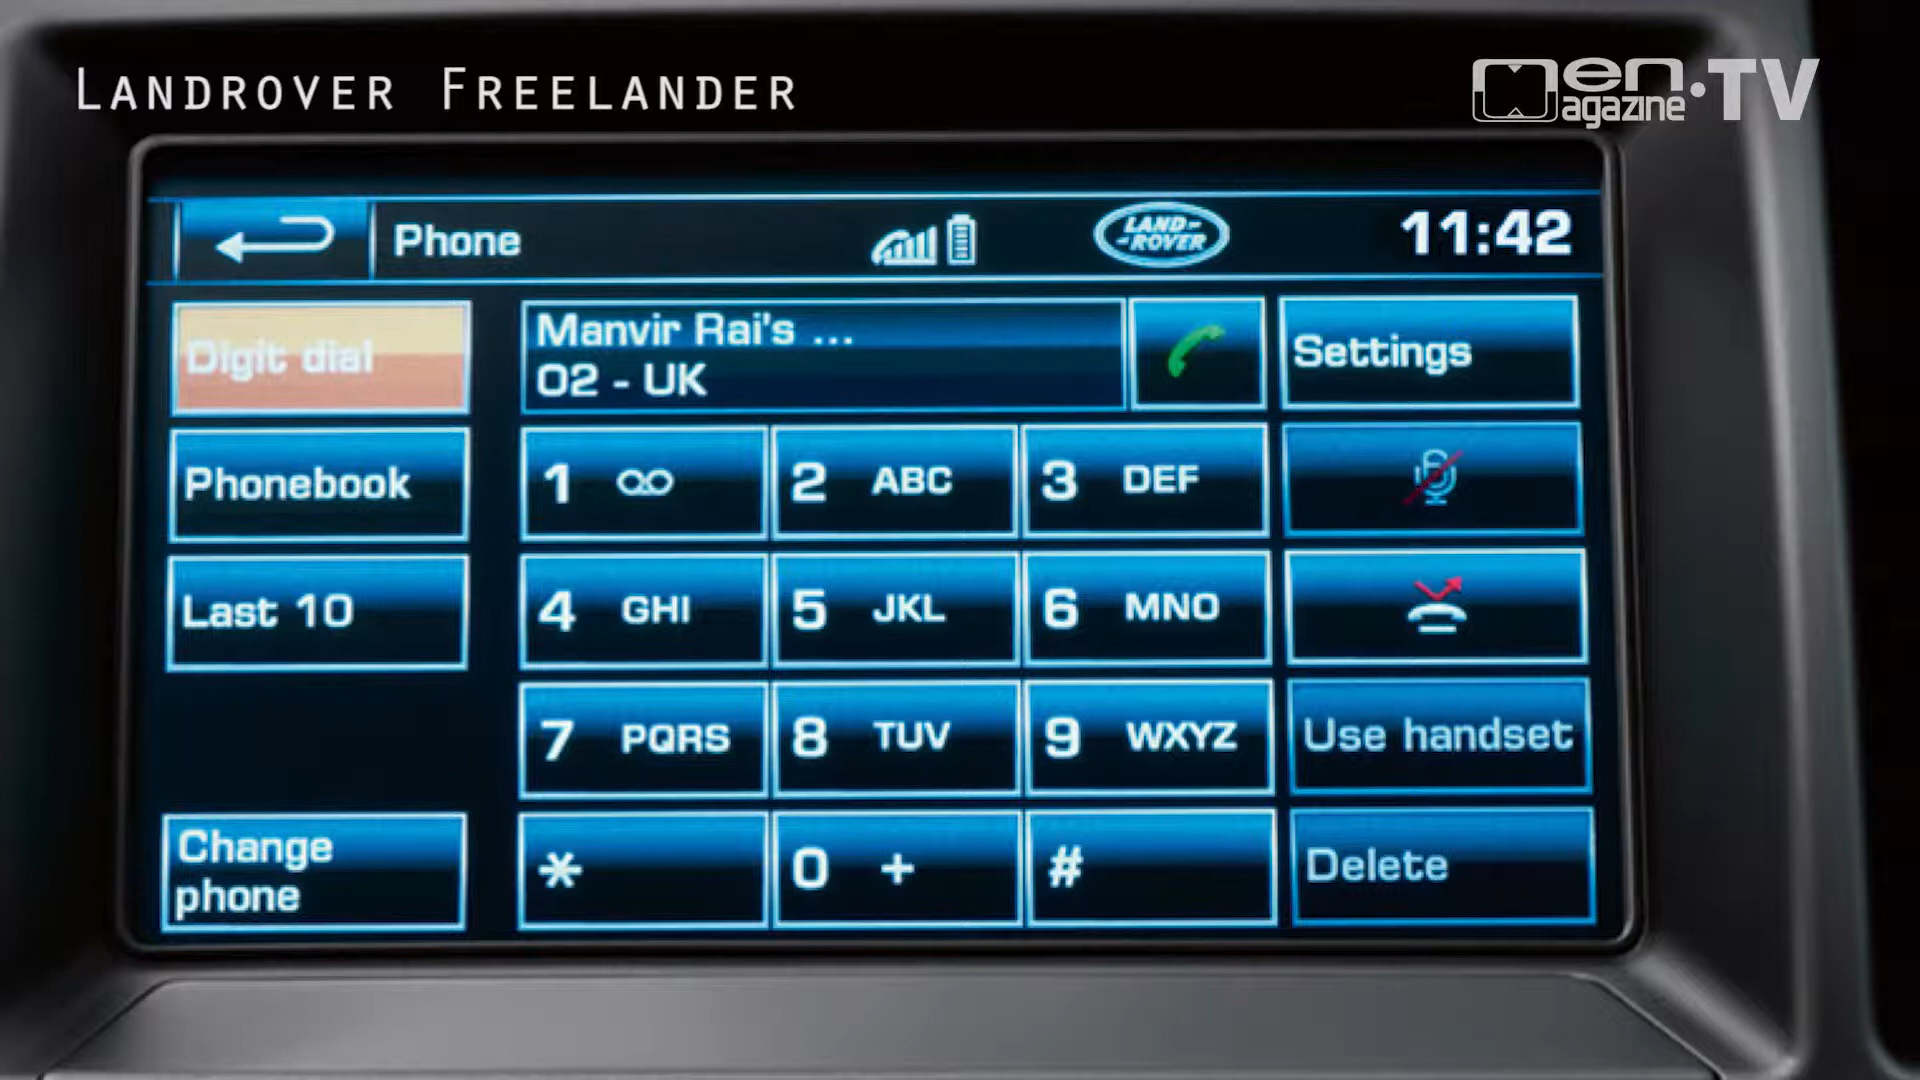 LANDROVER FREELANDER
men agazine.TV
Phone
LAND-
-ROVER
11:42
Digit dial
Manvir Rai's ...
O2 - UK
Settings
Phonebook
1
2 ABC
3 DEF
Last 10
4 GHI
5 JKL
6 MNO
7 PQRS
8 TUV
9 WXYZ
Use handset
Change
phone
*
0 +
#
Delete